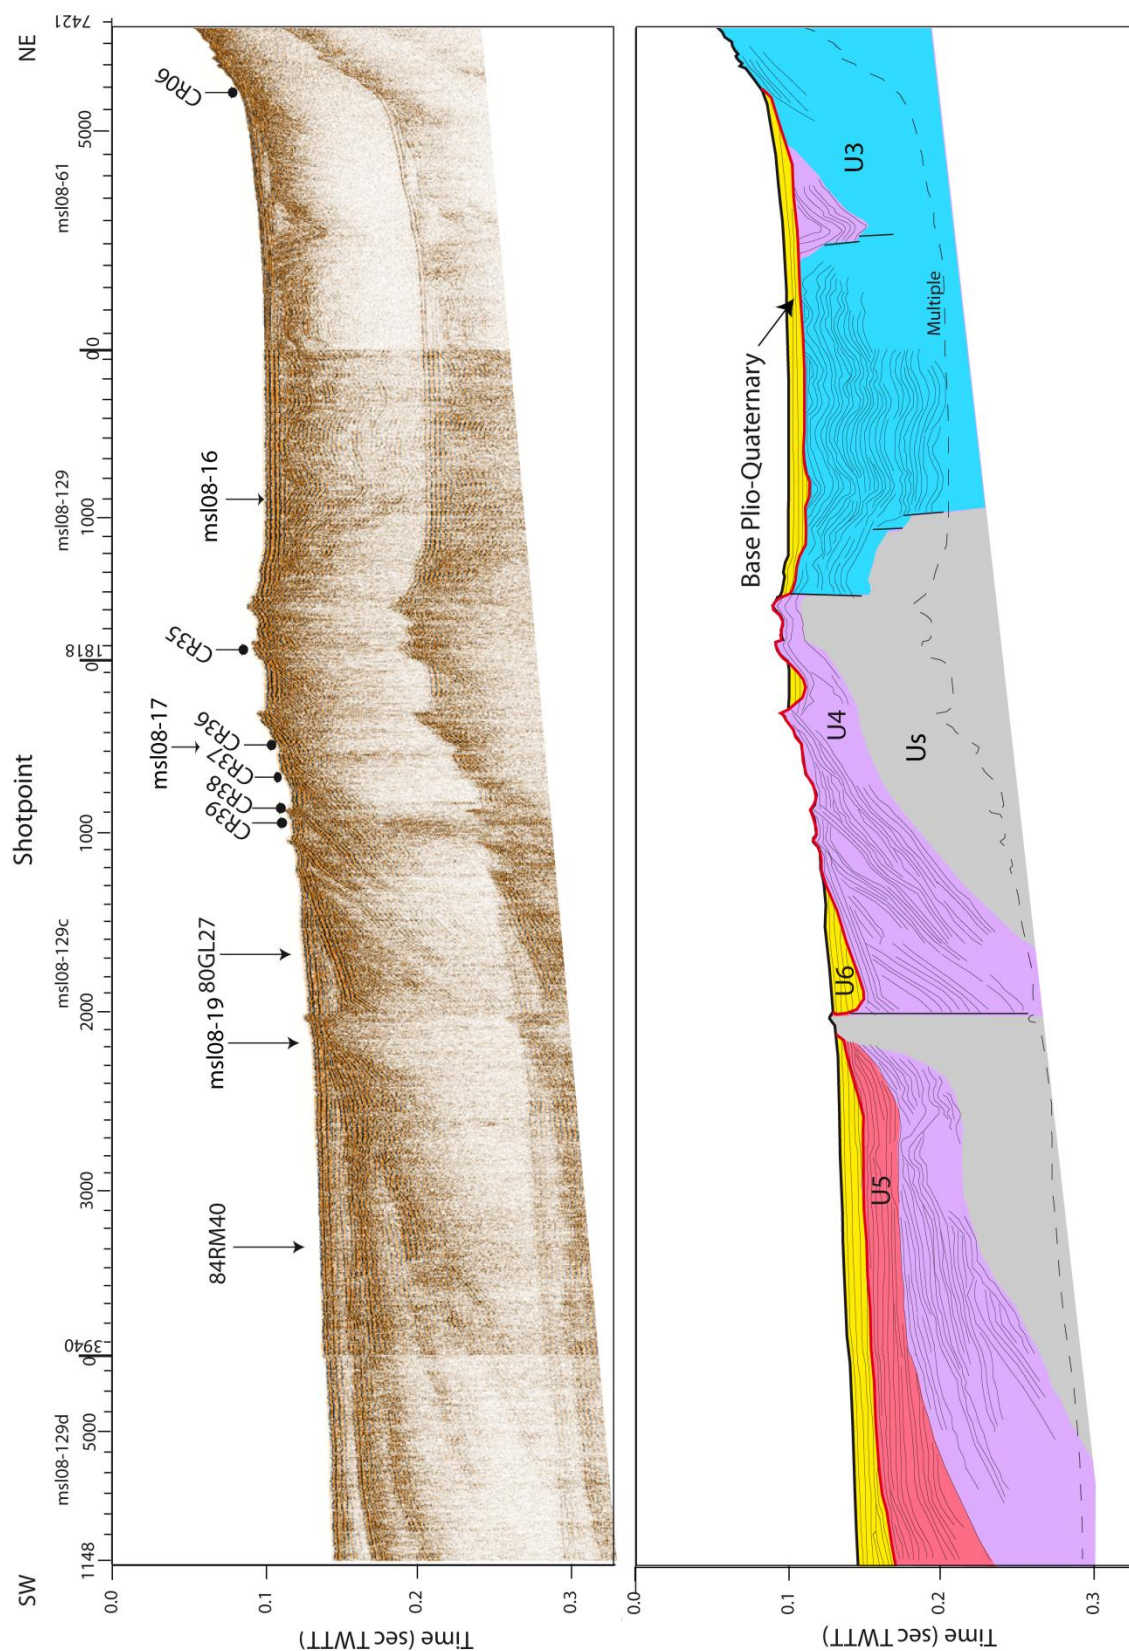 SW
Shotpoint
NE
msl08-129d
msl08-129c
msl08-129
msl08-61
11148
5000
0
3940
3000
2000
1000
0
1818
1000
0
0
5000
7421
84RM40
msl08-19
80GL27
CR39
CR38
CR37
CR36
msl08-17
CR35
msl08-16
CR06
Time (sec TWTT)
0.0
0.1
0.2
0.3
Time (sec TWTT)
0.0
0.1
0.2
0.3
Base Plio-Quaternary
U5
U6
U4
Us
U3
Multiple